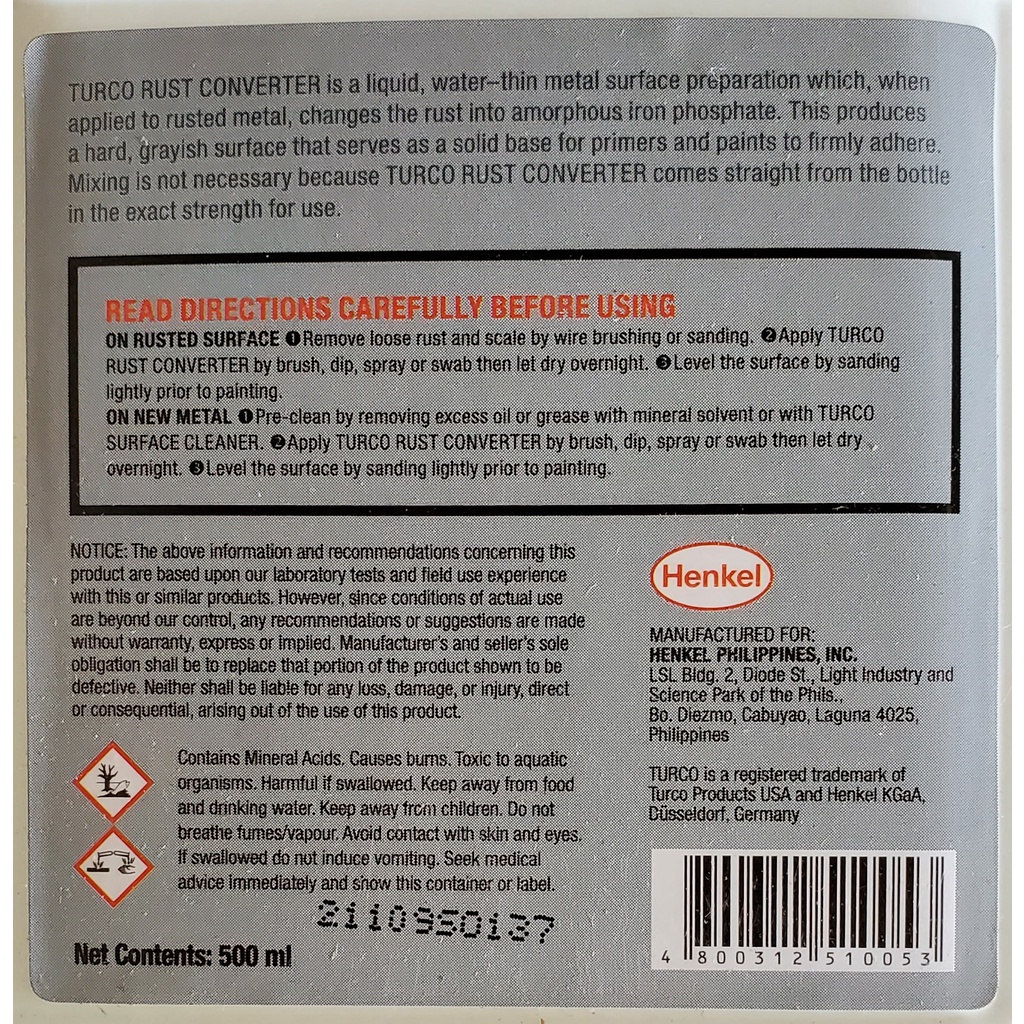 TURCO RUST CONVERTER is a liquid, water-thin metal surface preparation which, when
applied to rusted metal, changes the rust into amorphous iron phosphate. This produces
a hard, grayish surface that serves as a solid base for primers and paints to firmly adhere.
Mixing is not necessary because TURCO RUST CONVERTER comes straight from the bottle
in the exact strength for use.
READ DIRECTIONS CAREFULLY BEFORE USING
ON RUSTED SURFACE ❶Remove loose rust and scale by wire brushing or sanding. ❷Apply TURCO
RUST CONVERTER by brush, dip, spray or swab then let dry overnight. ❸Level the surface by sanding
lightly prior to painting.
ON NEW METAL ❶Pre-clean by removing excess oil or grease with mineral solvent or with TURCO
SURFACE CLEANER. ❷Apply TURCO RUST CONVERTER by brush, dip, spray or swab then let dry
overnight. ❸Level the surface by sanding lightly prior to painting.
NOTICE: The above information and recommendations concerning this
product are based upon our laboratory tests and field use experience
with this or similar products. However, since conditions of actual use
are beyond our control, any recommendations or suggestions are made
without warranty, express or implied. Manufacturer's and seller's sole
obligation shall be to replace that portion of the product shown to be
defective. Neither shall be liable for any loss, damage, or injury, direct
or consequential, arising out of the use of this product.
Contains Mineral Acids. Causes burns. Toxic to aquatic
organisms. Harmful if swallowed. Keep away from food
and drinking water. Keep away from children. Do not
breathe fumes/vapour. Avoid contact with skin and eyes.
If swallowed do not induce vomiting. Seek medical
advice immediately and show this container or label.
2110950137
Net Contents: 500 ml
Henkel
MANUFACTURED FOR:
HENKEL PHILIPPINES, INC.
LSL Bldg. 2, Diode St., Light Industry and
Science Park of the Phils.,
Bo. Diezmo, Cabuyao, Laguna 4025,
Philippines
TURCO is a registered trademark of
Turco Products USA and Henkel KGaA,
Düsseldorf, Germany
4 800312 510053